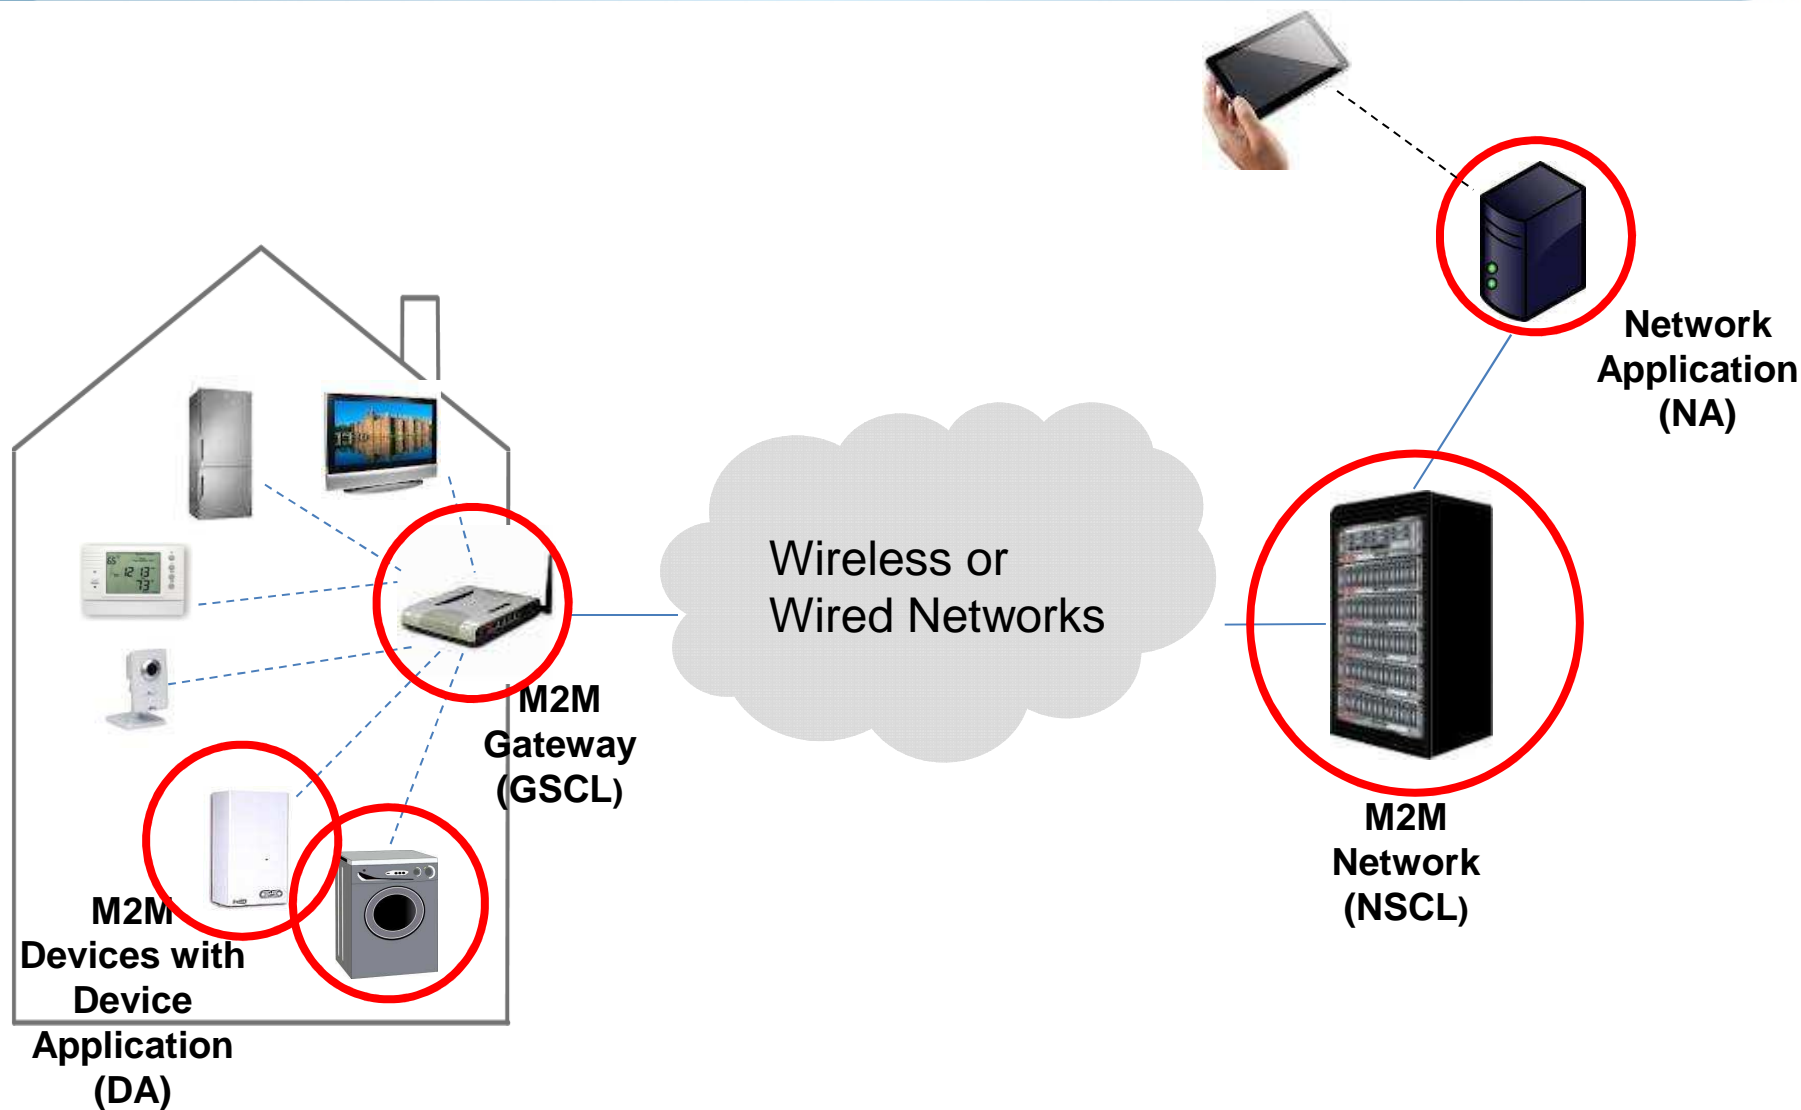 Network
Application
(NA)
Wireless or
Wired Networks
M2M
Gateway
(GSCL)
M2M
Network
(NSCL)
M2M
Devices with
Device
Application
(DA)